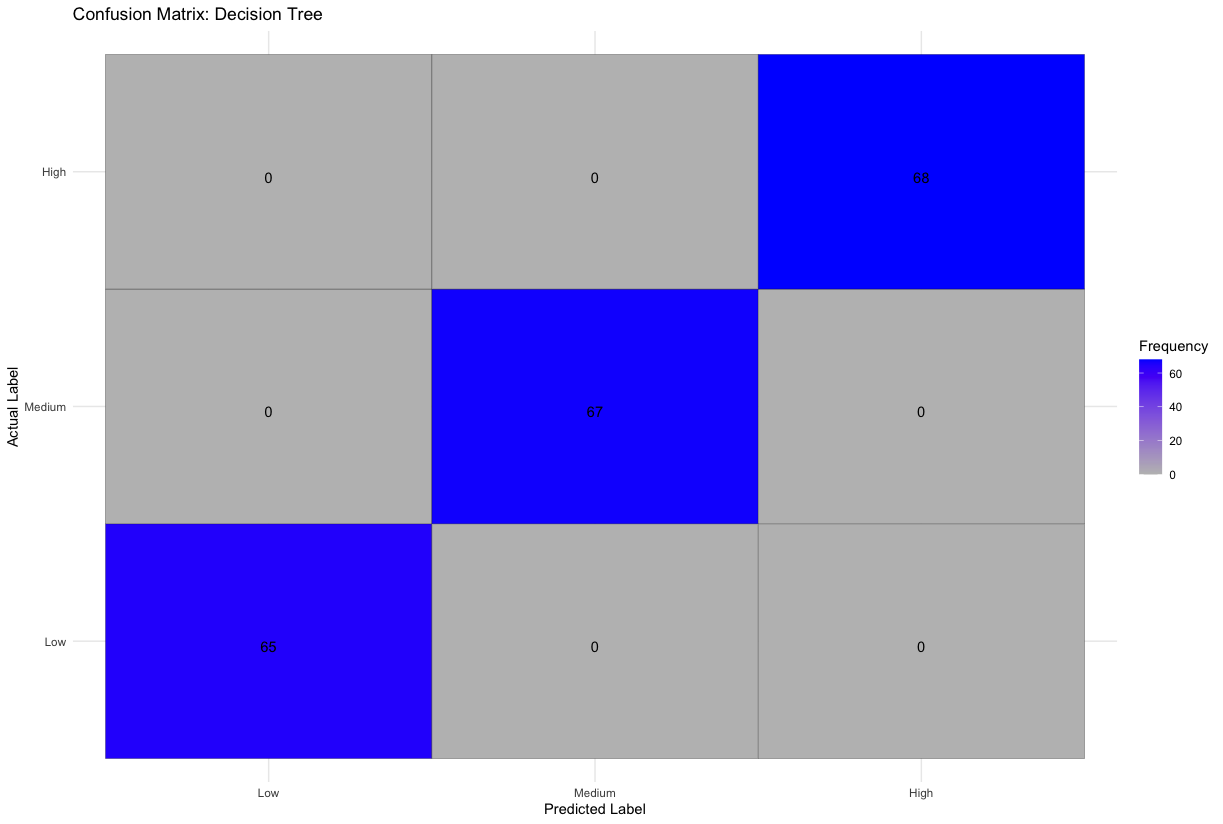 Confusion Matrix: Decision Tree
High
0 0 68
Medium
0 67 0
Low
65 0 0
Low Medium High
Predicted Label
Actual Label
Frequency
60
40
20
0